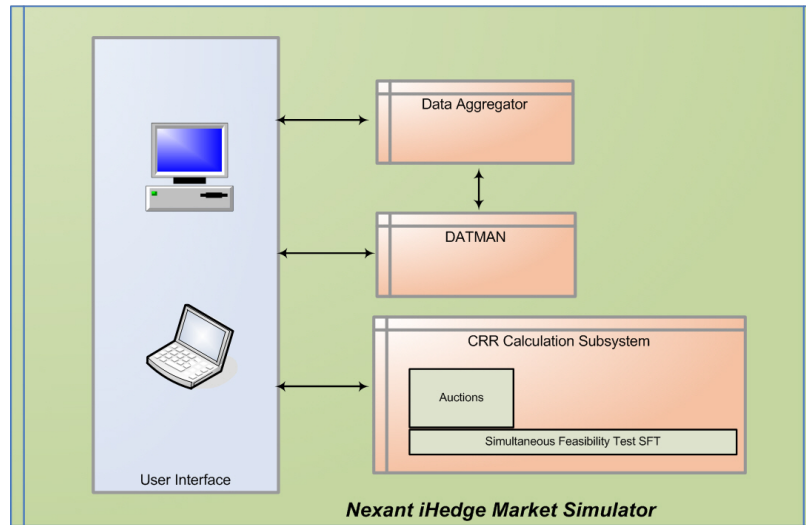 Data Aggregator
DATMAN
CRR Calculation Subsystem
Auctions
Simultaneous Feasibility Test SFT
User Interface
Nexant iHedge Market Simulator